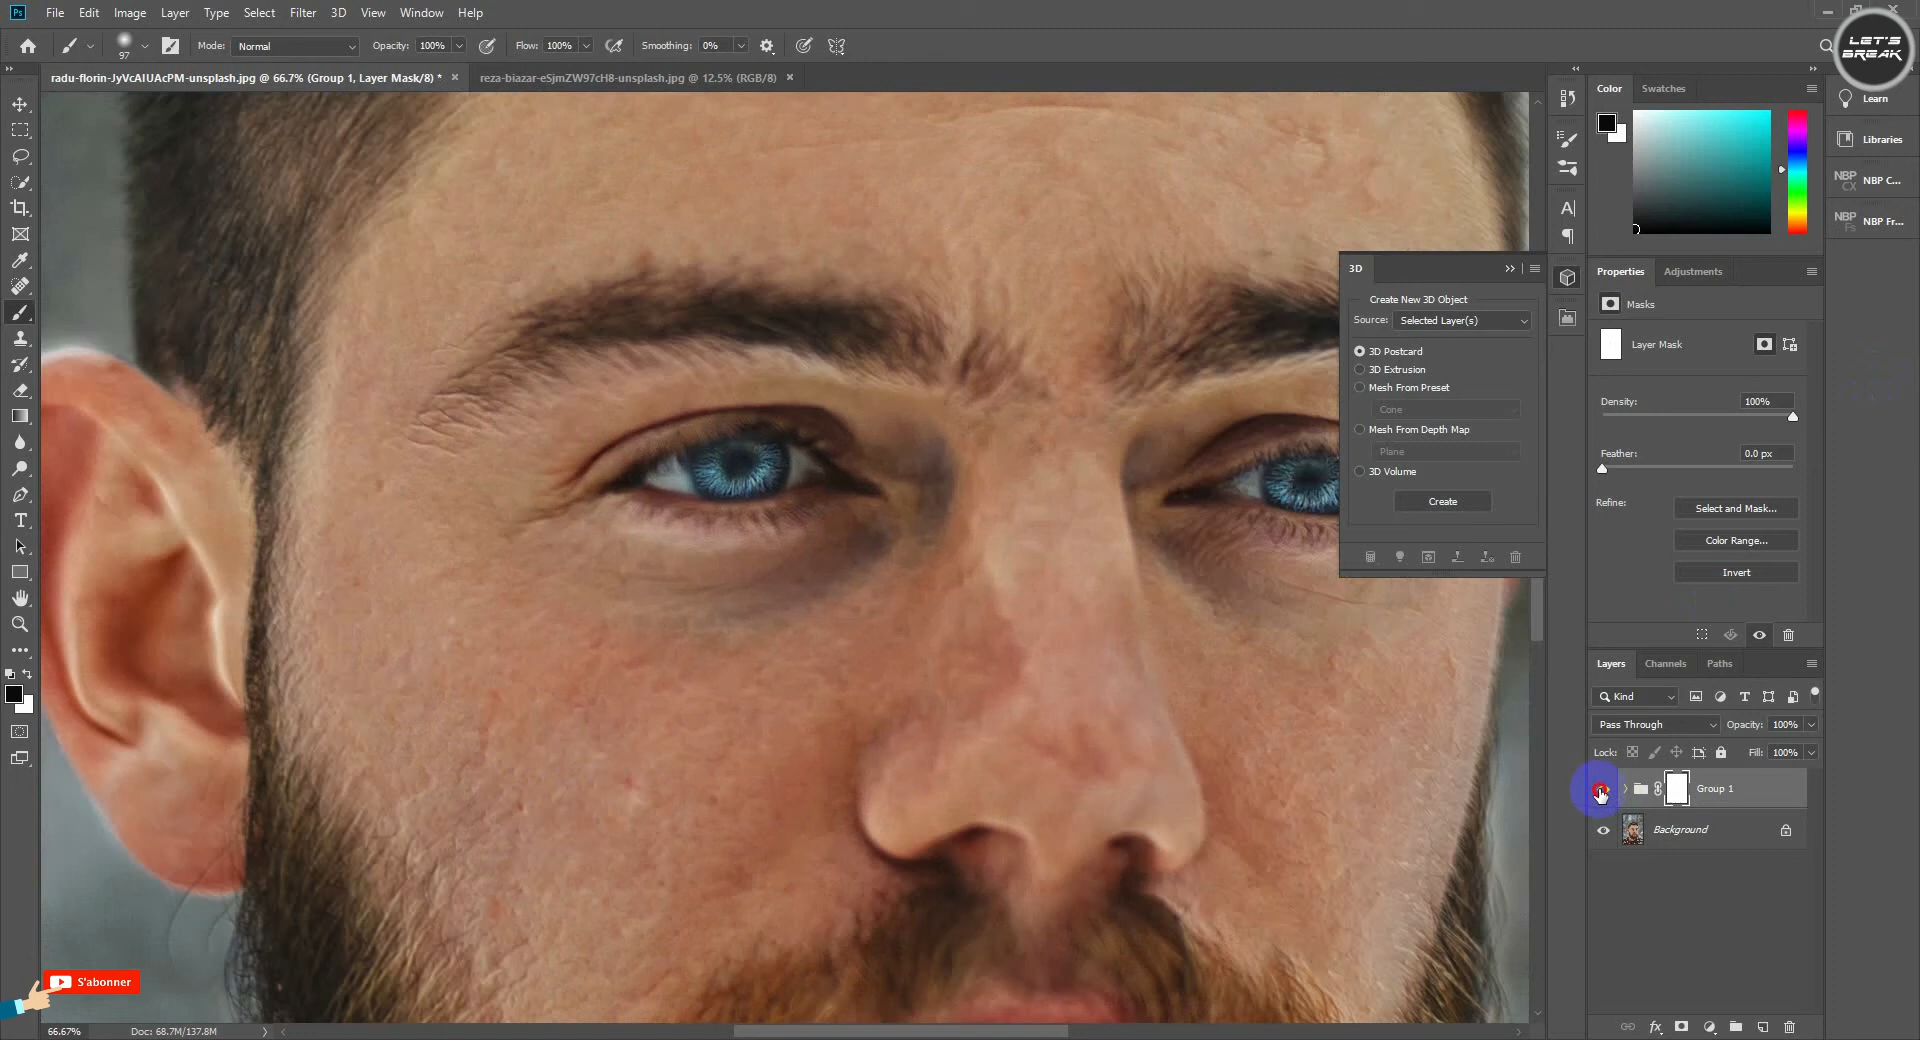 Ps File Edit Image Layer Type Select Filter 3D View Window Help
LET'S BREAK
97 Mode: Normal Opacity: 100% Flow: 100% Smoothing: 0%
radu-florin-JyVcAIUAcPM-unsplash.jpg @ 66.7% (Group 1, Layer Mask/8) * × reza-biazar-eSjmZW97cH8-unsplash.jpg @ 12.5% (RGB/8) ×
Color Swatches
Learn
Libraries
NBP CX NBP C...
NBP Fs NBP Fr...
3D
Create New 3D Object
Source: Selected Layer(s)
3D Postcard
3D Extrusion
Mesh From Preset
Cone
Mesh From Depth Map
Plane
3D Volume
Create
Properties Adjustments
Masks
Layer Mask
Density: 100%
Feather: 0.0 px
Refine: Select and Mask...
Color Range...
Invert
Layers Channels Paths
Kind
Pass Through Opacity: 100%
Lock: Fill: 100%
Group 1
Background
S'abonner
66.67% Doc: 68.7M/137.8M
fx